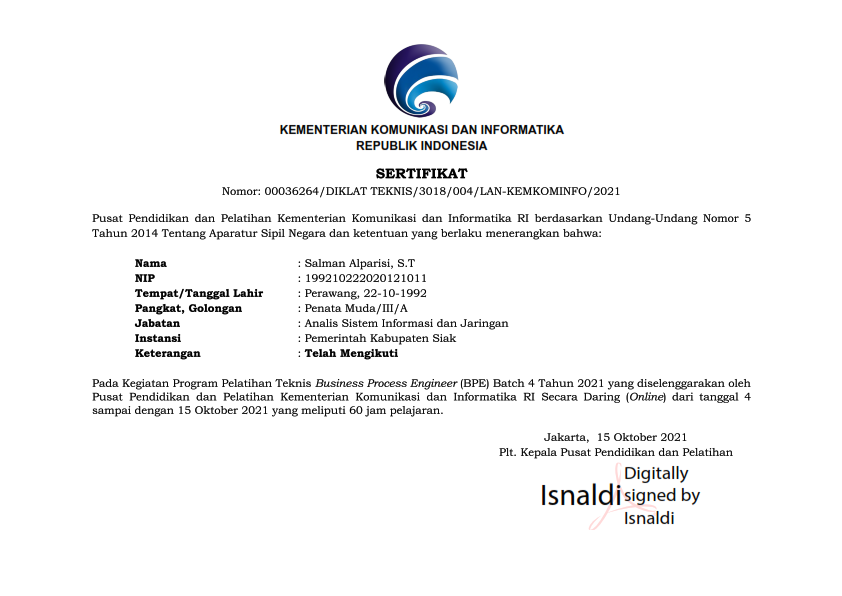 KEMENTERIAN KOMUNIKASI DAN INFORMATIKA
REPUBLIK INDONESIA
SERTIFIKAT
Nomor: 00036264/DIKLAT TEKNIS/3018/004/LAN-KEMKOMINFO/2021
Pusat Pendidikan dan Pelatihan Kementerian Komunikasi dan Informatika RI berdasarkan Undang-Undang Nomor 5
Tahun 2014 Tentang Aparatur Sipil Negara dan ketentuan yang berlaku menerangkan bahwa:
Nama : Salman Alparisi, S.T
NIP : 199210222020121011
Tempat/Tanggal Lahir : Perawang, 22-10-1992
Pangkat, Golongan : Penata Muda/III/A
Jabatan : Analis Sistem Informasi dan Jaringan
Instansi : Pemerintah Kabupaten Siak
Keterangan : Telah Mengikuti
Pada Kegiatan Program Pelatihan Teknis Business Process Engineer (BPE) Batch 4 Tahun 2021 yang diselenggarakan oleh
Pusat Pendidikan dan Pelatihan Kementerian Komunikasi dan Informatika RI Secara Daring (Online) dari tanggal 4
sampai dengan 15 Oktober 2021 yang meliputi 60 jam pelajaran.
Jakarta, 15 Oktober 2021
Plt. Kepala Pusat Pendidikan dan Pelatihan
Isnaldi
Digitally
signed by
Isnaldi